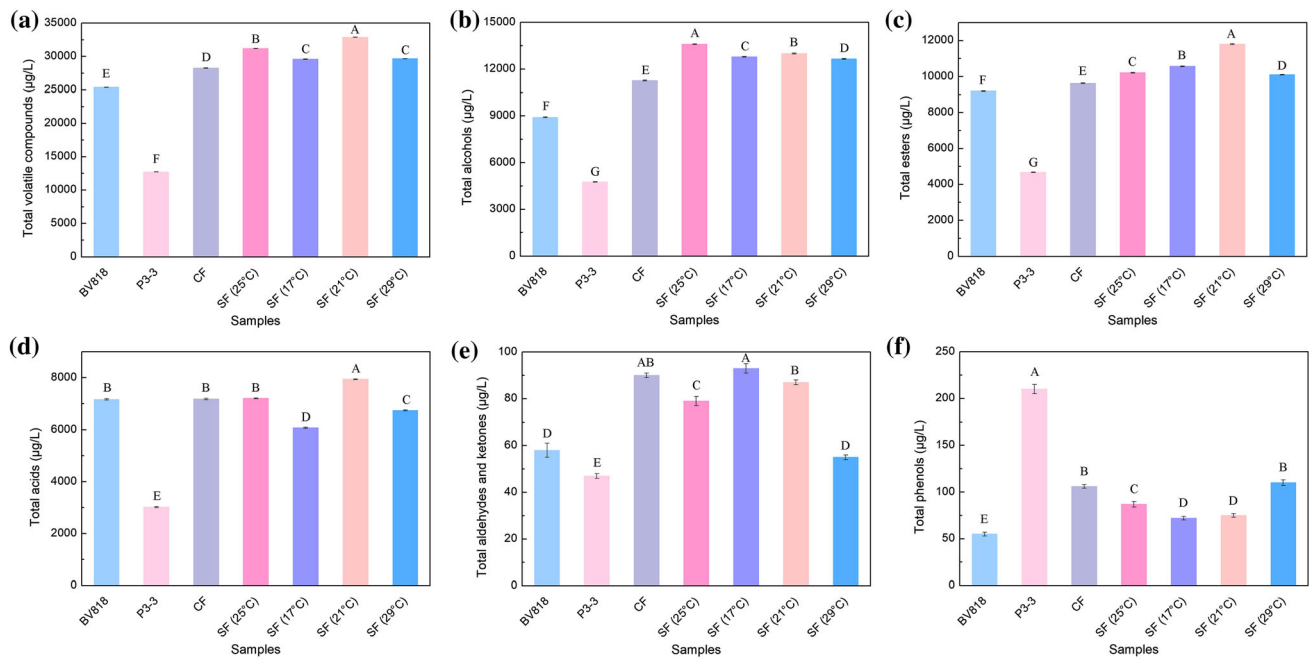 (a)
Total volatile compounds (µg/L)
35000
30000
25000
20000
15000
10000
5000
0
E
F
D
B
C
A
C
BV818
P3-3
CF
SF (25°C)
SF (17°C)
SF (21°C)
SF (29°C)
Samples
(b)
Total alcohols (µg/L)
15000
12000
9000
6000
3000
0
F
G
E
A
C
B
D
BV818
P3-3
CF
SF (25°C)
SF (17°C)
SF (21°C)
SF (29°C)
Samples
(c)
Total esters (µg/L)
12000
10000
8000
6000
4000
2000
0
F
G
E
C
B
A
D
BV818
P3-3
CF
SF (25°C)
SF (17°C)
SF (21°C)
SF (29°C)
Samples
(d)
Total acids (µg/L)
8000
6000
4000
2000
0
B
E
B
B
D
A
C
BV818
P3-3
CF
SF (25°C)
SF (17°C)
SF (21°C)
SF (29°C)
Samples
(e)
Total aldehydes and ketones (µg/L)
100
80
60
40
20
0
D
E
AB
C
A
B
D
BV818
P3-3
CF
SF (25°C)
SF (17°C)
SF (21°C)
SF (29°C)
Samples
(f)
Total phenols (µg/L)
250
200
150
100
50
0
E
A
B
C
D
D
B
BV818
P3-3
CF
SF (25°C)
SF (17°C)
SF (21°C)
SF (29°C)
Samples